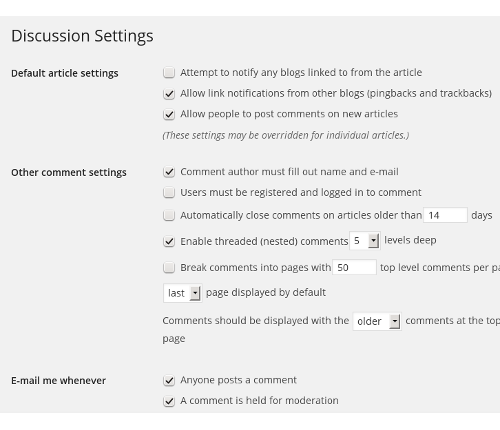 Discussion Settings
Default article settings
Attempt to notify any blogs linked to from the article
Allow link notifications from other blogs (pingbacks and trackbacks)
Allow people to post comments on new articles
(These settings may be overridden for individual articles.)
Other comment settings
Comment author must fill out name and e-mail
Users must be registered and logged in to comment
Automatically close comments on articles older than 14 days
Enable threaded (nested) comments 5 levels deep
Break comments into pages with 50 top level comments per pa
last page displayed by default
Comments should be displayed with the older comments at the top
page
E-mail me whenever
Anyone posts a comment
A comment is held for moderation